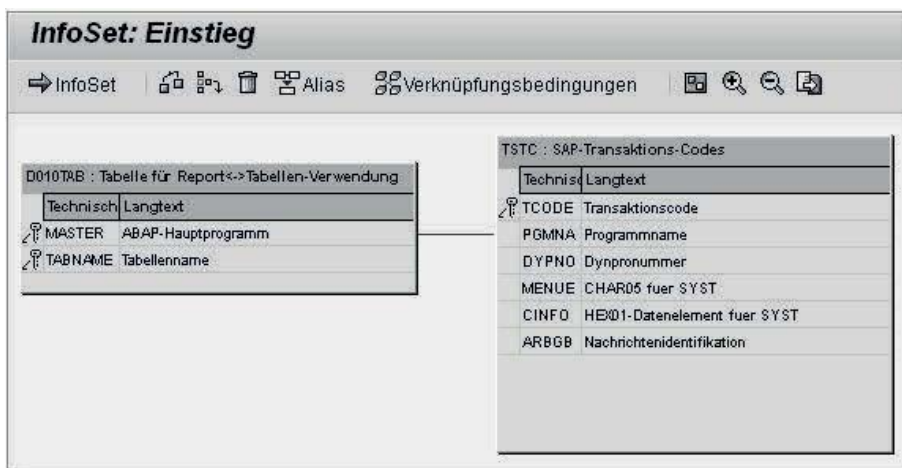 InfoSet: Einstieg
InfoSet Alias Verknüpfungsbedingungen
D010TAB : Tabelle für Report<->Tabellen-Verwendung
Technisch Langtext
MASTER ABAP-Hauptprogramm
TABNAME Tabellenname
TSTC : SAP-Transaktions-Codes
Technisc Langtext
TCODE Transaktionscode
PGMNA Programmname
DYPNO Dynpronummer
MENUE CHAR05 fuer SYST
CINFO HEX01-Datenelement fuer SYST
ARBGB Nachrichtenidentifikation